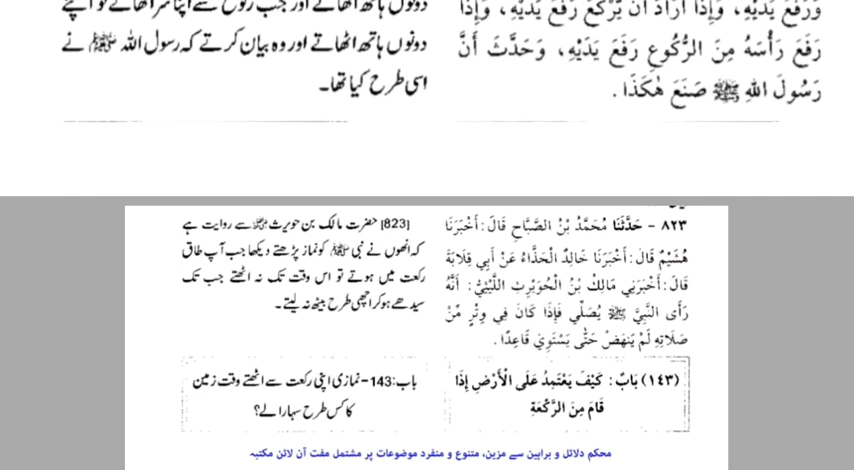 وَرَفَعَ يَدَيْهِ، وَإِذَا أَرَادَ أَنْ يَرْكَعَ رَفَعَ يَدَيْهِ، وَإِذَا
رَفَعَ رَأْسَهُ مِنَ الرُّكُوعِ رَفَعَ يَدَيْهِ، وَحَدَّثَ أَنَّ
رَسُولَ اللهِ ﷺ صَنَعَ هٰكَذَا .
دونوں ہاتھ اٹھاتے اور جب رکوع سے اپنا سر اٹھاتے تو اپنے
دونوں ہاتھ اٹھاتے اور وہ بیان کرتے کہ رسول اللہ ﷺ نے
اسی طرح کیا تھا۔
٨٢٣ - حَدَّثَنَا مُحَمَّدُ بْنُ الصَّبَّاحِ قَالَ: أَخْبَرَنَا
هُشَيْمٌ قَالَ: أَخْبَرَنَا خَالِدٌ الْحَذَّاءُ عَنْ أَبِي قِلَابَةَ
قَالَ: أَخْبَرَنِي مَالِكُ بْنُ الْحُوَيْرِثِ اللَّيْثِيُّ: أَنَّهُ
رَأَى النَّبِيَّ ﷺ يُصَلِّي فَإِذَا كَانَ فِي وِتْرٍ مِّنْ
صَلَاتِهِ لَمْ يَنْهَضْ حَتَّى يَسْتَوِيَ قَاعِدًا .
[823] حضرت مالک بن حویرث رضی اللہ عنہ سے روایت ہے
کہ انھوں نے نبی ﷺ کو نماز پڑھتے دیکھا جب آپ طاق
رکعت میں ہوتے تو اس وقت تک نہ اٹھتے جب تک
سیدھے ہو کر اچھی طرح بیٹھ نہ لیتے۔
(١٤٣) بَابٌ : كَيْفَ يَعْتَمِدُ عَلَى الْأَرْضِ إِذَا
قَامَ مِنَ الرَّكْعَةِ
باب:143- نمازی اپنی رکعت سے اٹھتے وقت زمین
کا کس طرح سہارا لے؟
محکم دلائل و براہین سے مزین، متنوع و منفرد موضوعات پر مشتمل مفت آن لائن مکتبہ